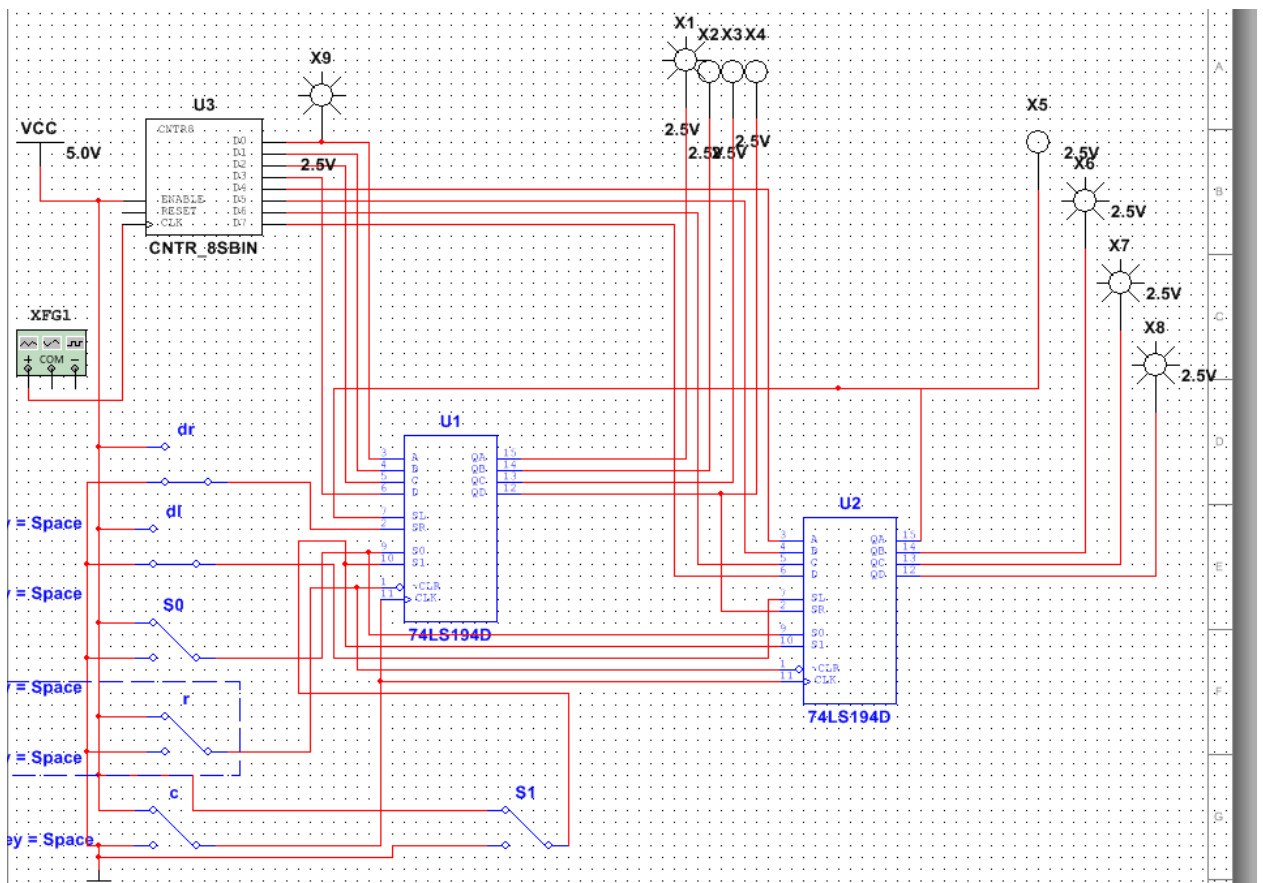 X1
X2 X3 X4
X9
U3
CNTR8
VCC
5.0V
D0
D1
D2
D3
D4
ENABLE D5
RESET D6
CLK D7
CNTR_8SBIN
2.5V
2.5V
2.5V
2.5V
2.5V
X5
2.5V
X6
2.5V
X7
2.5V
X8
2.5V
A
B
C
D
E
F
G
XFG1
+ COM −
dr
y = Space
dl
y = Space
S0
y = Space
r
y = Space
c
ey = Space
S1
U1
3 A QA 15
4 B QB 14
5 C QC 13
6 D QD 12
7 SL
2 SR
9 S0
10 S1
1 ~CLR
11 CLK
74LS194D
U2
3 A QA 15
4 B QB 14
5 C QC 13
6 D QD 12
7 SL
2 SR
9 S0
10 S1
1 ~CLR
11 CLK
74LS194D